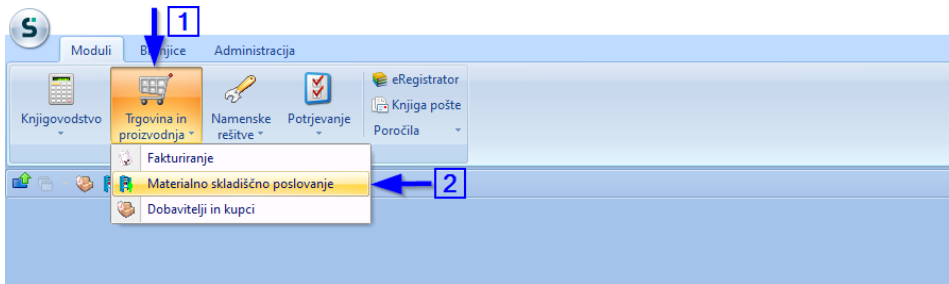 S
1
Moduli
B njice
Administracija
Knjigovodstvo
Trgovina in
proizvodnja
Namenske
rešitve
Potrjevanje
eRegistrator
Knjiga pošte
Poročila
Fakturiranje
Materialno skladiščno poslovanje
2
Dobavitelji in kupci